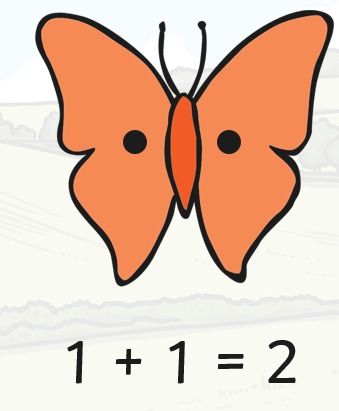 1 + 1 = 2